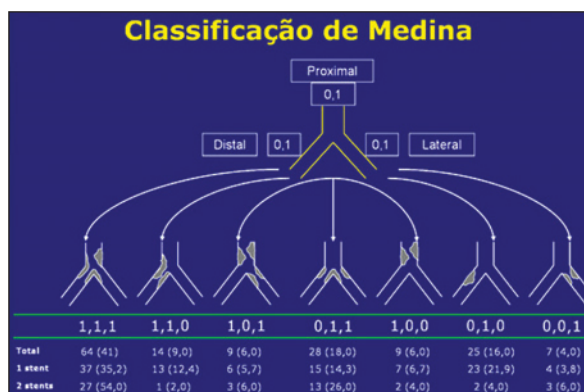 Classificação de Medina
Proximal
0,1
Distal 0,1 0,1 Lateral
1,1,1 1,1,0 1,0,1 0,1,1 1,0,0 0,1,0 0,0,1
Total 64 (41) 14 (9,0) 9 (6,0) 28 (18,0) 9 (6,0) 25 (16,0) 7 (4,0)
1 stent 37 (35,2) 13 (12,4) 6 (5,7) 15 (14,3) 7 (6,7) 23 (21,9) 4 (3,8)
2 stents 27 (54,0) 1 (2,0) 3 (6,0) 13 (26,0) 2 (4,0) 2 (4,0) 3 (6,0)